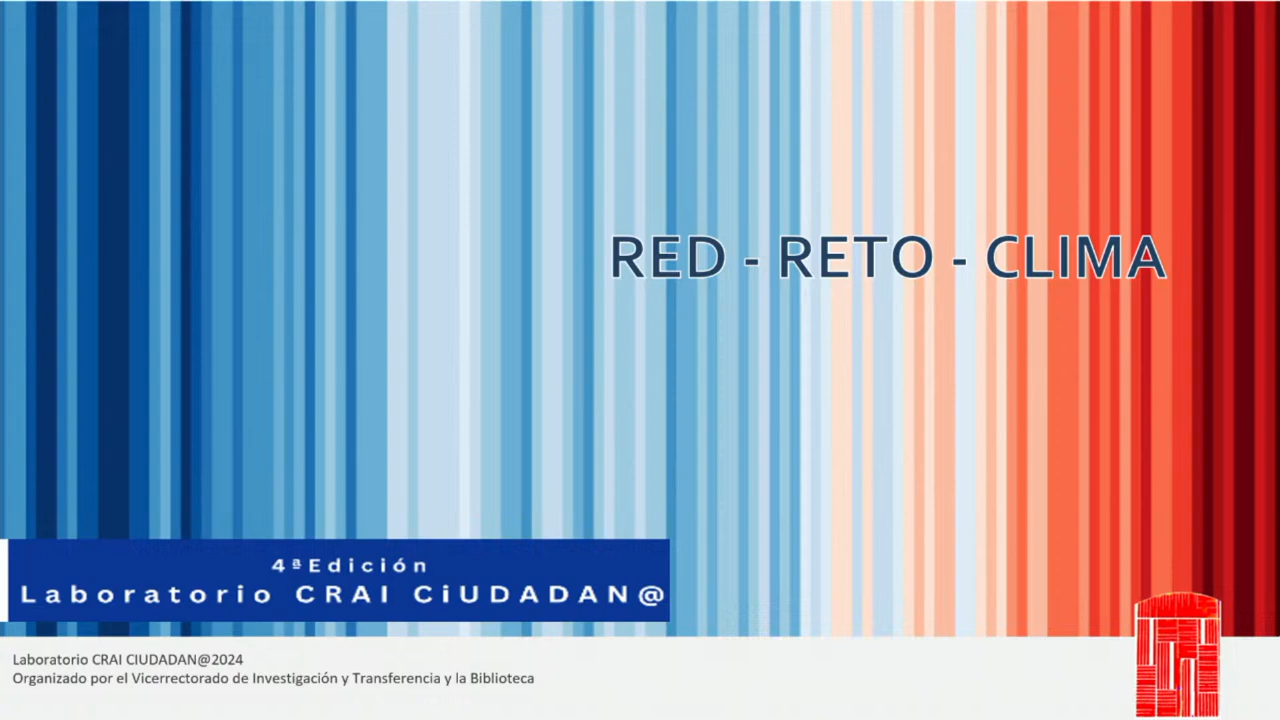 RED - RETO - CLIMA
4ª Edición
Laboratorio CRAI CiUDADAN@
Laboratorio CRAI CIUDADAN@2024
Organizado por el Vicerrectorado de Investigación y Transferencia y la Biblioteca